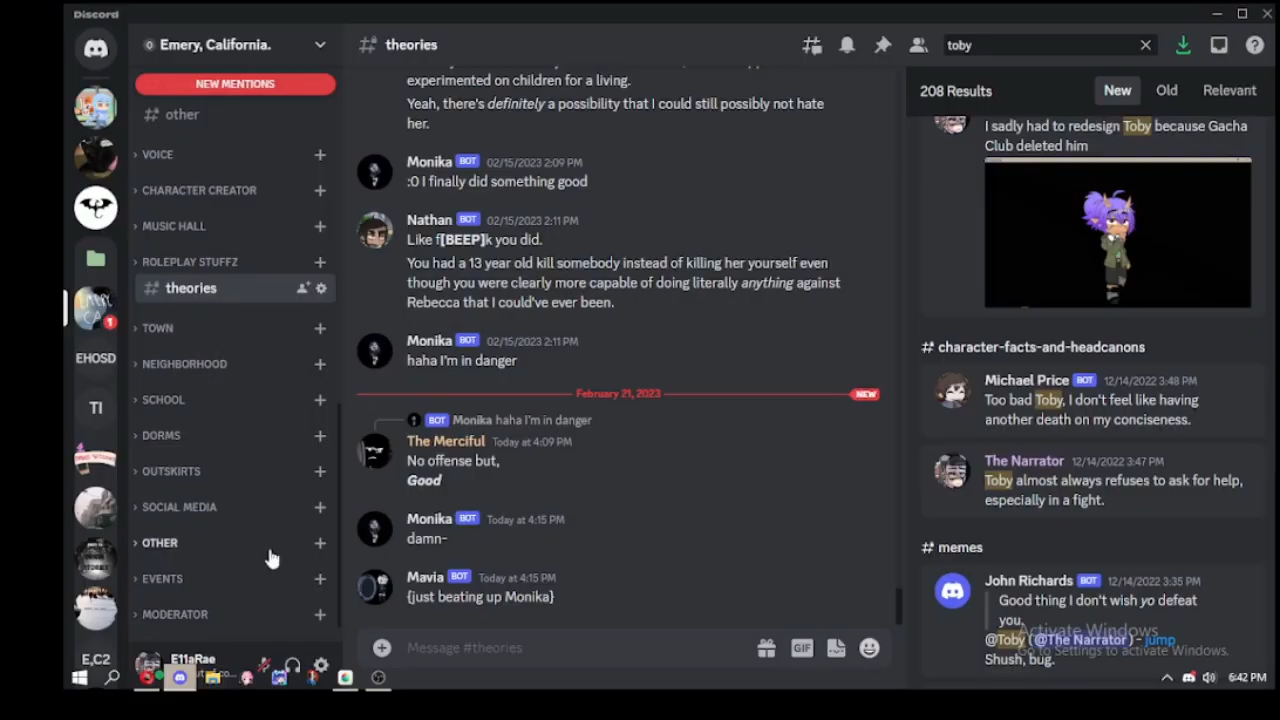 Discord
Emery, California.
NEW MENTIONS
other
VOICE
CHARACTER CREATOR
MUSIC HALL
ROLEPLAY STUFFZ
theories
TOWN
NEIGHBORHOOD
SCHOOL
DORMS
OUTSKIRTS
SOCIAL MEDIA
OTHER
EVENTS
MODERATOR
E11aRae
EHOSD
TI
E,C2
1
theories
experimented on children for a living.
Yeah, there's definitely a possibility that I could still possibly not hate
her.
Monika BOT 02/15/2023 2:09 PM
:0 I finally did something good
Nathan BOT 02/15/2023 2:11 PM
Like f[BEEP]k you did.
You had a 13 year old kill somebody instead of killing her yourself even
though you were clearly more capable of doing literally anything against
Rebecca that I could've ever been.
Monika BOT 02/15/2023 2:11 PM
haha I'm in danger
February 21, 2023 NEW
BOT Monika haha I'm in danger
The Merciful Today at 4:09 PM
No offense but,
Good
Monika BOT Today at 4:15 PM
damn-
Mavia BOT Today at 4:15 PM
{just beating up Monika}
Message #theories
GIF
toby
208 Results New Old Relevant
I sadly had to redesign Toby because Gacha
Club deleted him
character-facts-and-headcanons
Michael Price BOT 12/14/2022 3:48 PM
Too bad Toby, I don't feel like having
another death on my conciseness.
The Narrator 12/14/2022 3:47 PM
Toby almost always refuses to ask for help,
especially in a fight.
memes
John Richards BOT 12/14/2022 3:35 PM
Good thing I don't wish yo defeat
you.
@Toby (@The Narrator) - jump
Shush, bug.
Activate Windows
Go to Settings to activate Windows.
6:42 PM